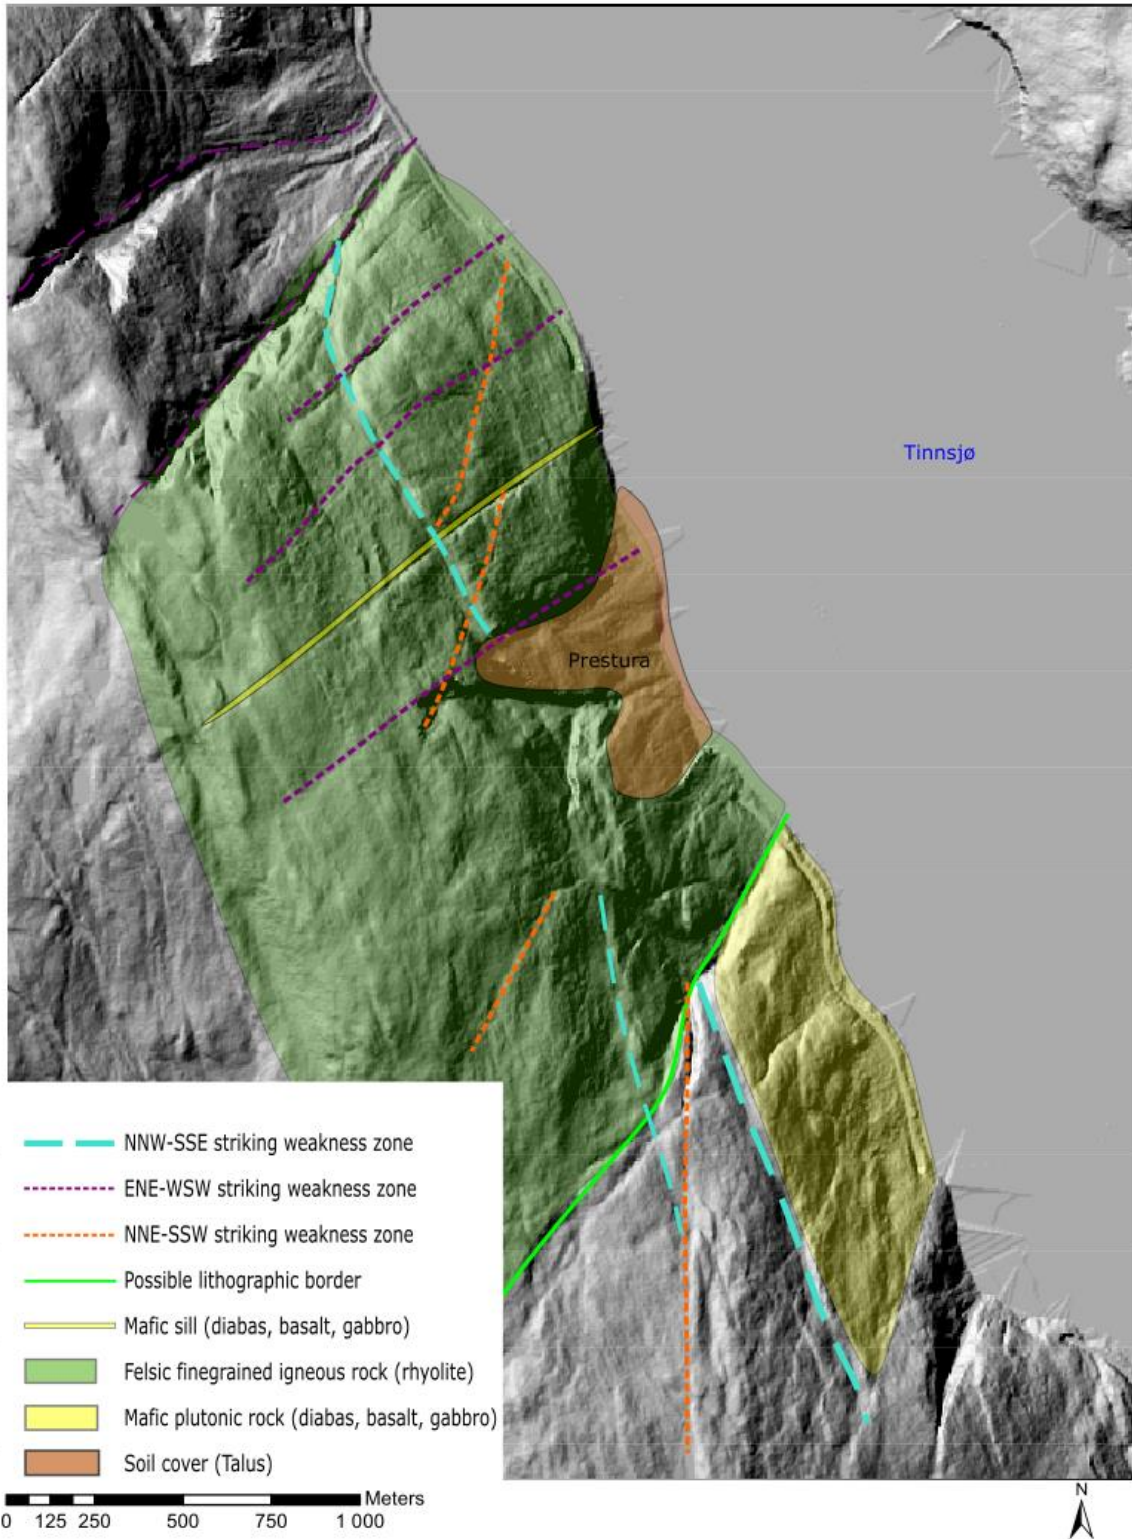 Tinnsjø
Prestura
NNW-SSE striking weakness zone
ENE-WSW striking weakness zone
NNE-SSW striking weakness zone
Possible lithographic border
Mafic sill (diabas, basalt, gabbro)
Felsic finegrained igneous rock (rhyolite)
Mafic plutonic rock (diabas, basalt, gabbro)
Soil cover (Talus)
Meters
0 125 250 500 750 1 000
N